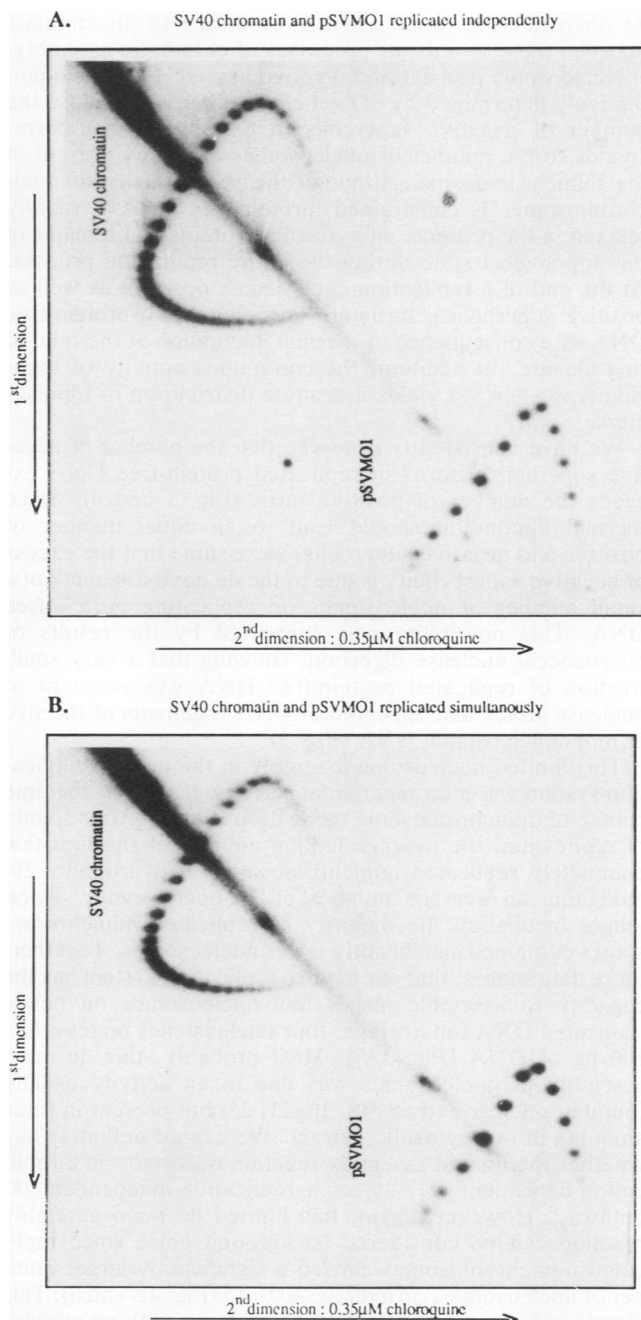 A.
SV40 chromatin and pSVMO1 replicated independently
SV40 chromatin
1st dimension
pSVMO1
2nd dimension : 0.35µM chloroquine
B.
SV40 chromatin and pSVMO1 replicated simultaneously
SV40 chromatin
1st dimension
pSVMO1
2nd dimension : 0.35µM chloroquine